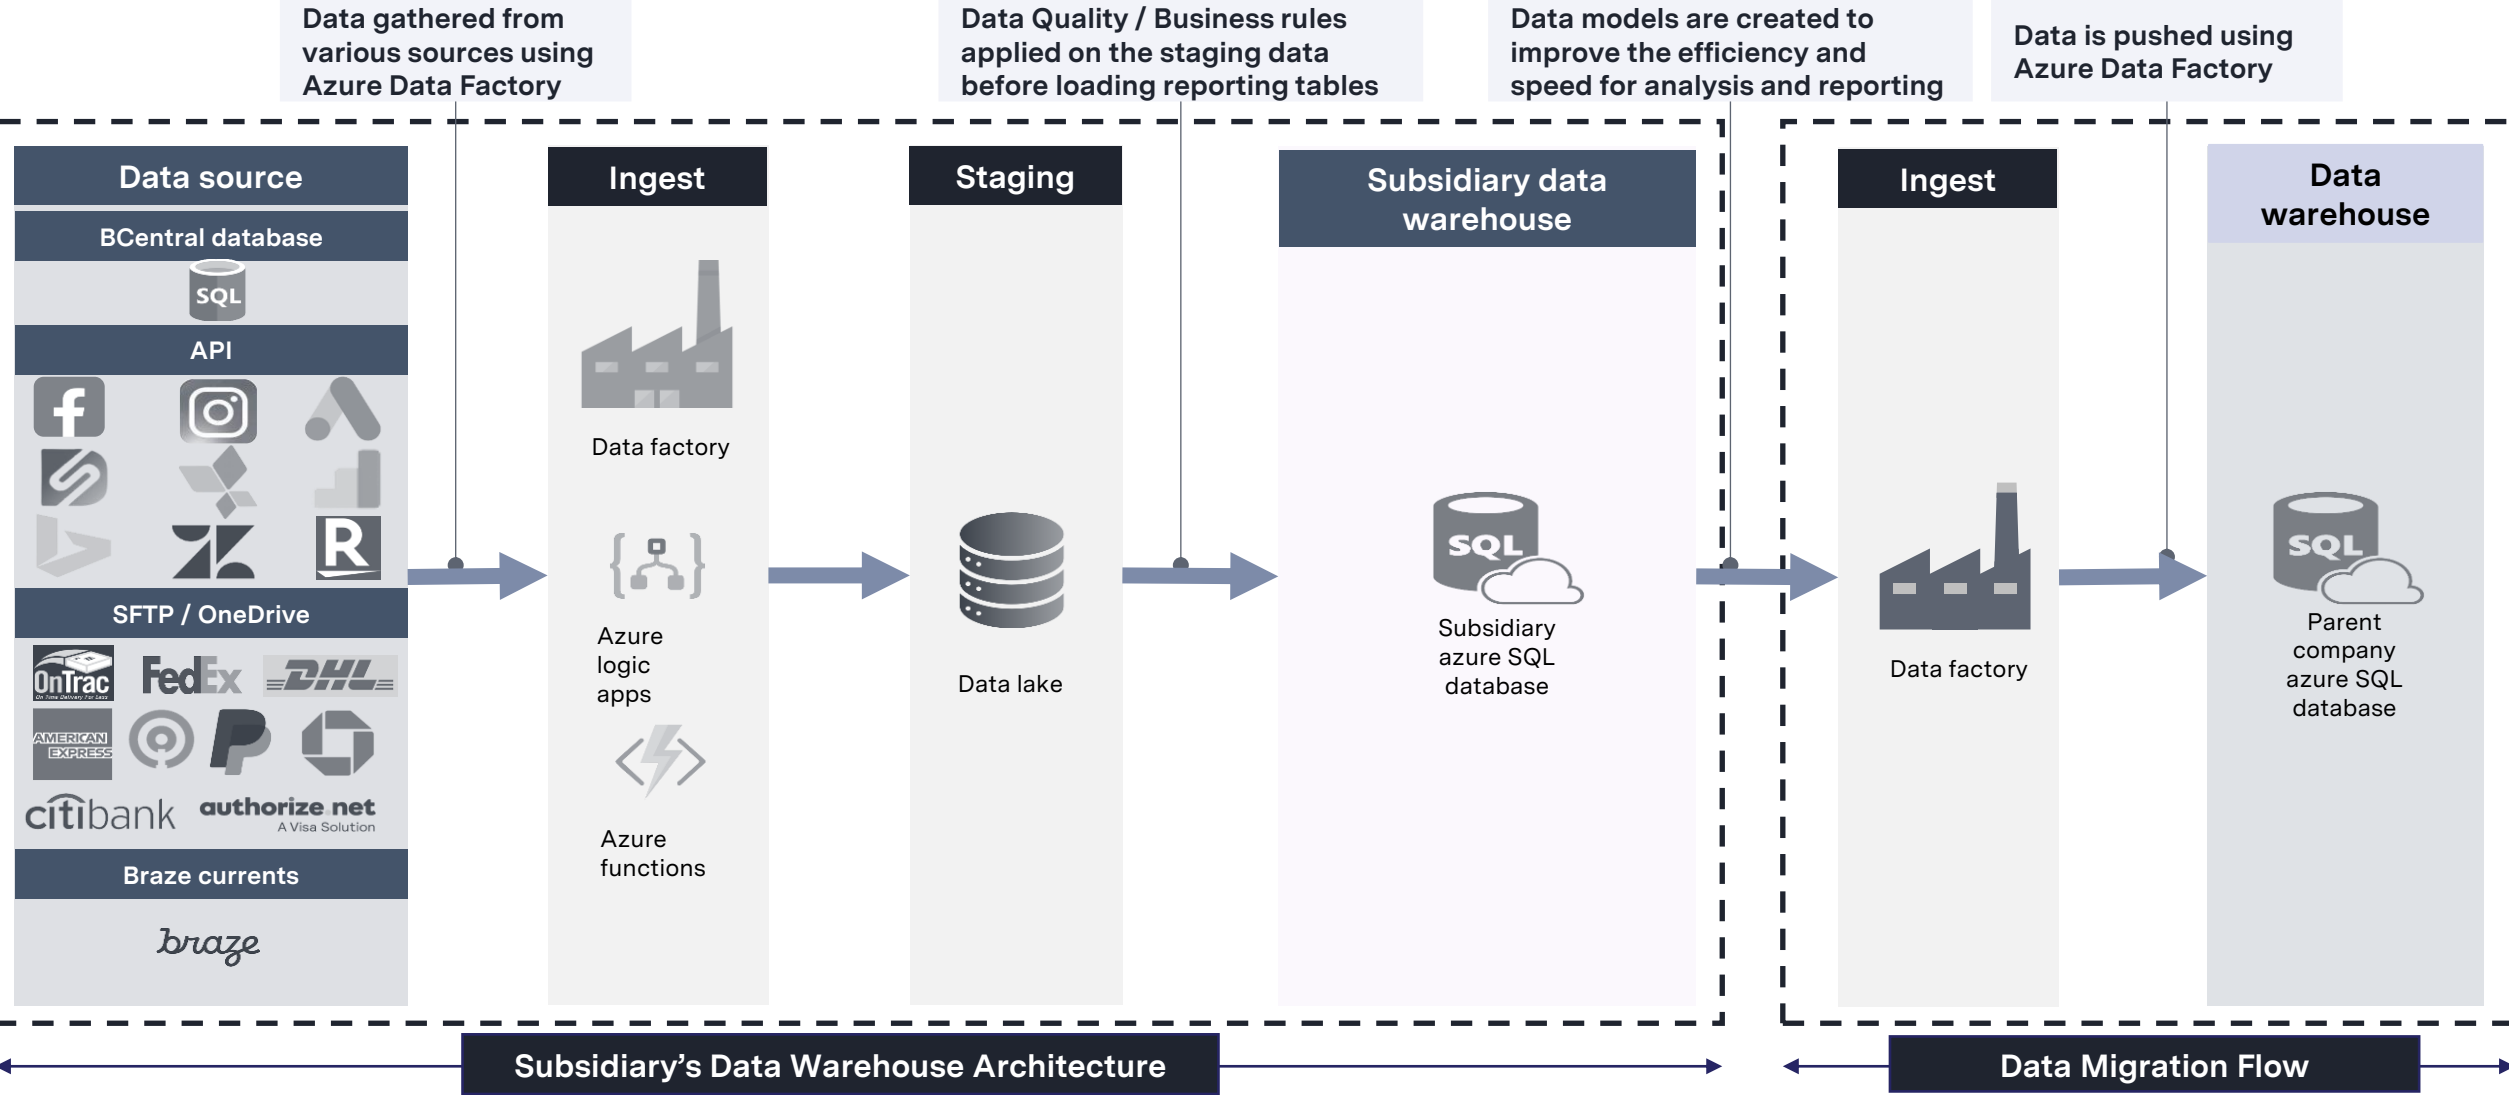 Data gathered from
various sources using
Azure Data Factory
Data Quality / Business rules
applied on the staging data
before loading reporting tables
Data models are created to
improve the efficiency and
speed for analysis and reporting
Data is pushed using
Azure Data Factory
Data source
BCentral database
SQL
API
R
SFTP / OneDrive
OnTrac
On Time Delivery For Less
FedEx
DHL
AMERICAN
EXPRESS
citibank
authorize.net
A Visa Solution
Braze currents
braze
Ingest
Data factory
Azure
logic
apps
Azure
functions
Staging
Data lake
Subsidiary data
warehouse
SQL
Subsidiary
azure SQL
database
Ingest
Data factory
Data
warehouse
SQL
Parent
company
azure SQL
database
Subsidiary’s Data Warehouse Architecture
Data Migration Flow